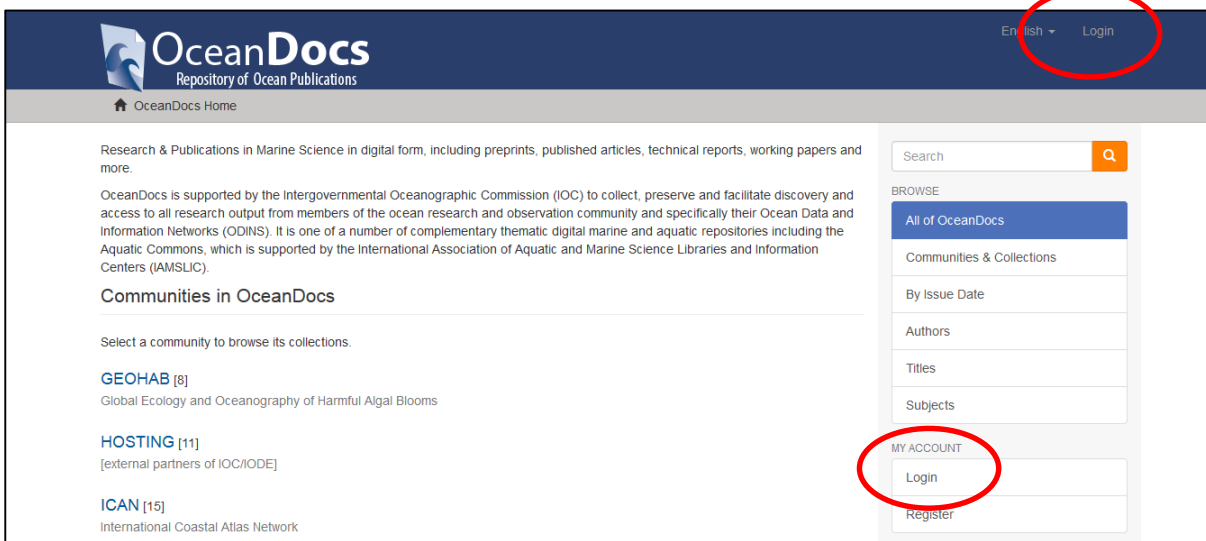 OceanDocs
Repository of Ocean Publications
English
Login
OceanDocs Home
Research & Publications in Marine Science in digital form, including preprints, published articles, technical reports, working papers and
more.
OceanDocs is supported by the Intergovernmental Oceanographic Commission (IOC) to collect, preserve and facilitate discovery and
access to all research output from members of the ocean research and observation community and specifically their Ocean Data and
Information Networks (ODINS). It is one of a number of complementary thematic digital marine and aquatic repositories including the
Aquatic Commons, which is supported by the International Association of Aquatic and Marine Science Libraries and Information
Centers (IAMSLIC).
Communities in OceanDocs
Select a community to browse its collections.
GEOHAB [8]
Global Ecology and Oceanography of Harmful Algal Blooms
HOSTING [11]
[external partners of IOC/IODE]
ICAN [15]
International Coastal Atlas Network
Search
BROWSE
All of OceanDocs
Communities & Collections
By Issue Date
Authors
Titles
Subjects
MY ACCOUNT
Login
Register